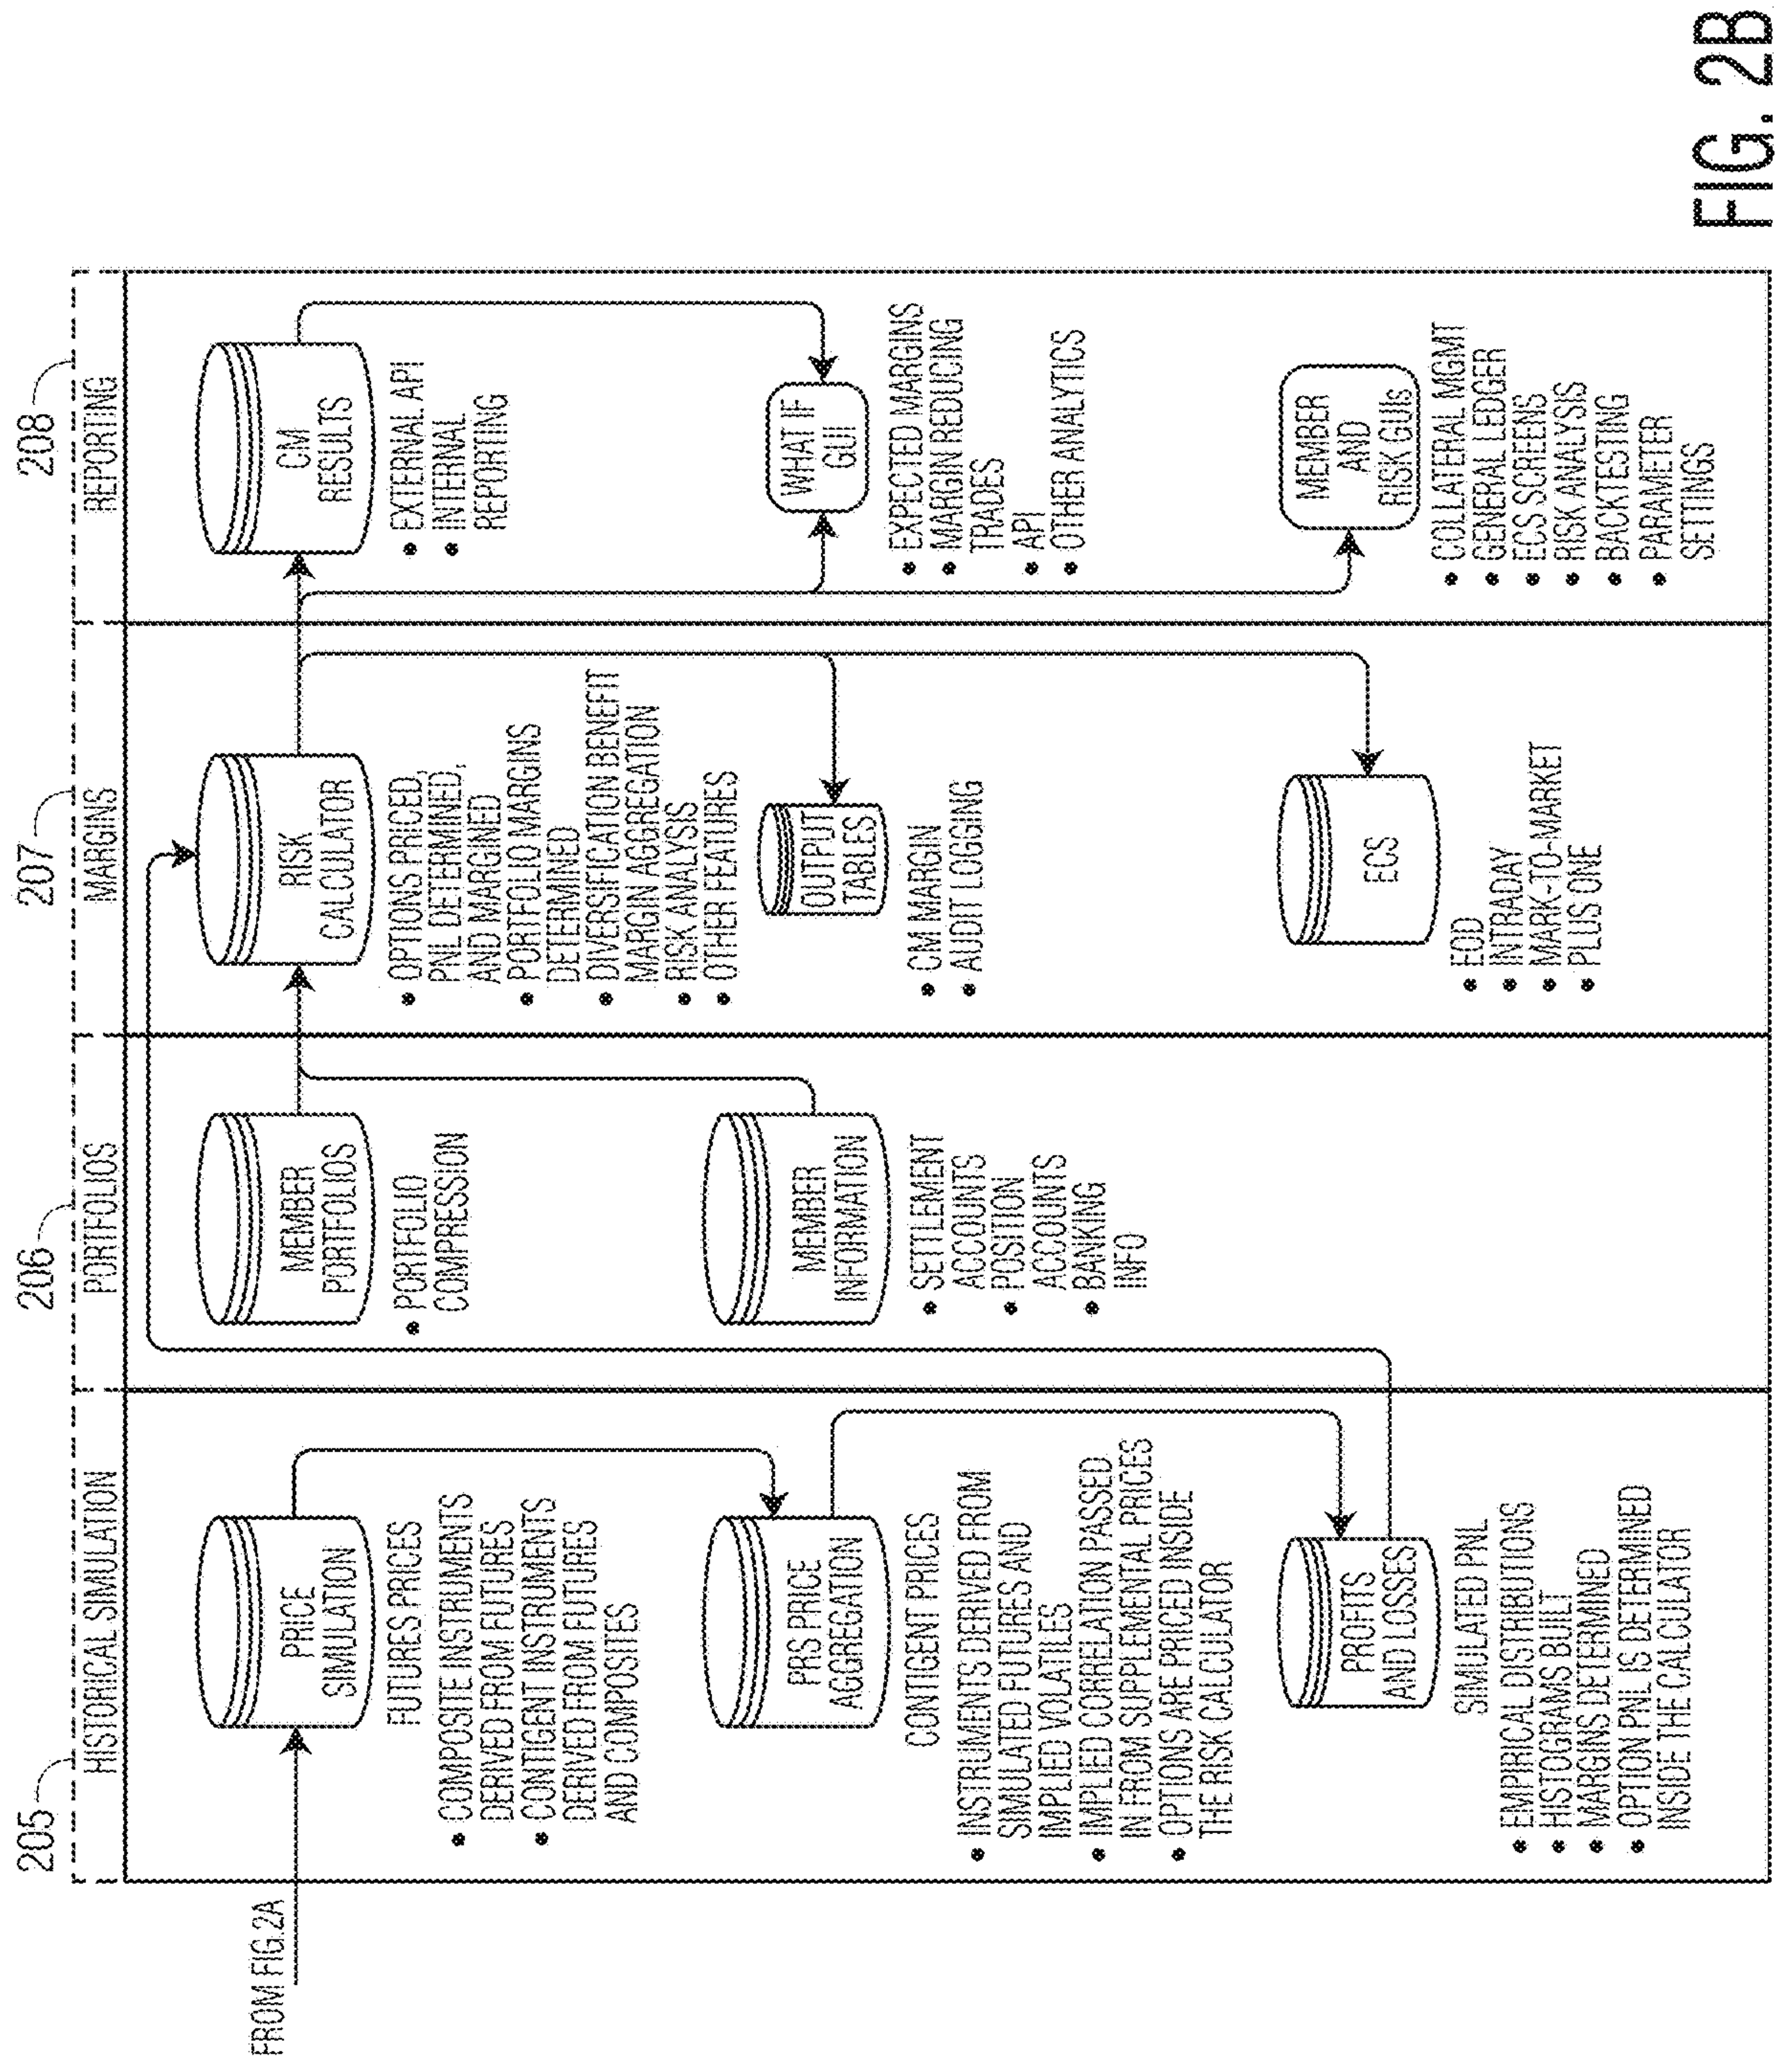 FROM FIG.2A
205
HISTORICAL SIMULATION
PRICE
SIMULATION
FUTURES PRICES
• COMPOSITE INSTRUMENTS
DERIVED FROM FUTURES
• CONTIGENT INSTRUMENTS
DERIVED FROM FUTURES
AND COMPOSITES
PRS PRICE
AGGREGATION
CONTIGENT PRICES
• INSTRUMENTS DERIVED FROM
SIMULATED FUTURES AND
IMPLIED VOLATILES
• IMPLIED CORRELATION PASSED
IN FROM SUPPLEMENTAL PRICES
• OPTIONS ARE PRICED INSIDE
THE RISK CALCULATOR
PROFITS
AND LOSSES
SIMULATED PNL
• EMPIRICAL DISTRIBUTIONS
• HISTOGRAMS BUILT
• MARGINS DETERMINED
• OPTION PNL IS DETERMINED
INSIDE THE CALCULATOR
206
PORTFOLIOS
MEMBER
PORTFOLIOS
• PORTFOLIO
COMPRESSION
MEMBER
INFORMATION
• SETTLEMENT
ACCOUNTS
• POSITION
ACCOUNTS
• BANKING
INFO
207
MARGINS
RISK
CALCULATOR
• OPTIONS PRICED,
PNL DETERMINED,
AND MARGINED
• PORTFOLIO MARGINS
DETERMINED
• DIVERSIFICATION BENEFIT
MARGIN AGGREGATION
• RISK ANALYSIS
• OTHER FEATURES
OUTPUT
TABLES
• CM MARGIN
• AUDIT LOGGING
ECS
• EOD
• INTRADAY
• MARK-TO-MARKET
• PLUS ONE
208
REPORTING
CM
RESULTS
• EXTERNAL API
• INTERNAL
REPORTING
WHAT IF
GUI
• EXPECTED MARGINS
• MARGIN REDUCING
TRADES
• API
• OTHER ANALYTICS
MEMBER
AND
RISK GUIs
• COLLATERAL MGMT
• GENERAL LEDGER
• ECS SCREENS
• RISK ANALYSIS
• BACKTESTING
• PARAMETER
SETTINGS
FIG. 2B